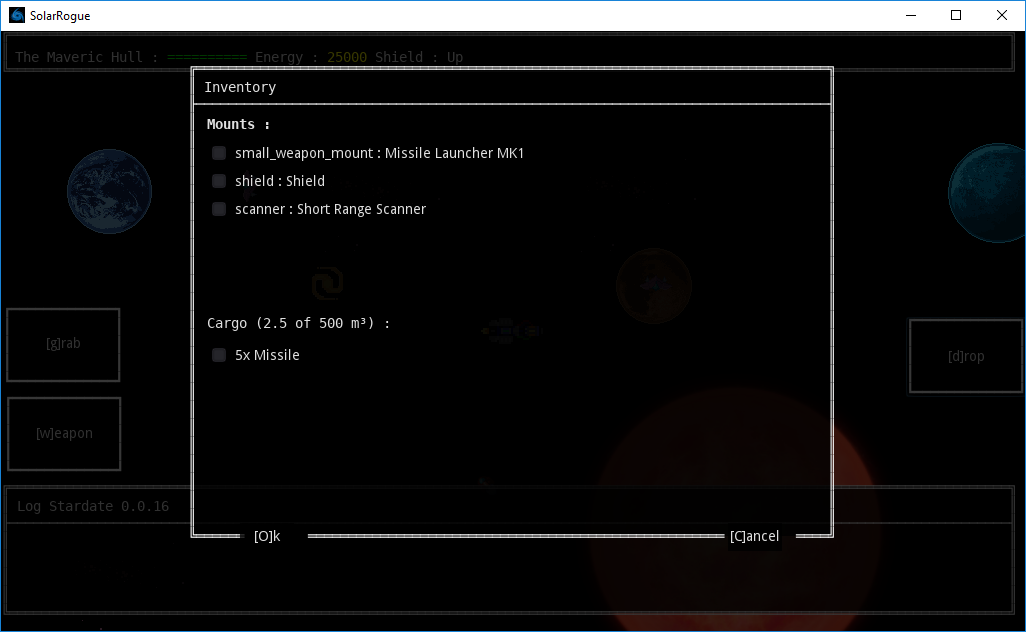 SolarRogue
The Maveric Hull : ========== Energy : 25000 Shield : Up
Inventory
Mounts :
small_weapon_mount : Missile Launcher MK1
shield : Shield
scanner : Short Range Scanner
Cargo (2.5 of 500 m³) :
5x Missile
[g]rab
[d]rop
[w]eapon
Log Stardate 0.0.16
[O]k
[C]ancel